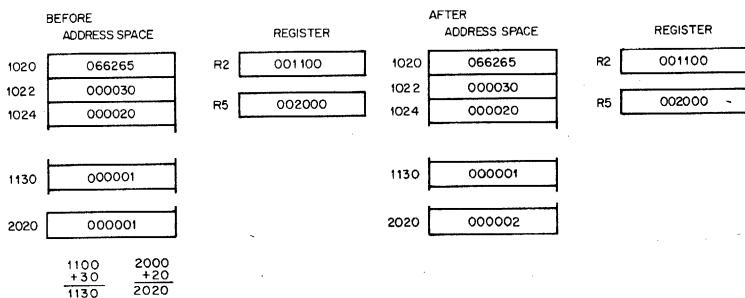 BEFORE
ADDRESS SPACE
REGISTER
1020 066265
1022 000030
1024 000020
1130 000001
2020 000001
R2 001100
R5 002000
1100 2000
+30 +20
1130 2020
AFTER
ADDRESS SPACE
REGISTER
1020 066265
1022 000030
1024 000020
1130 000001
2020 000002
R2 001100
R5 002000